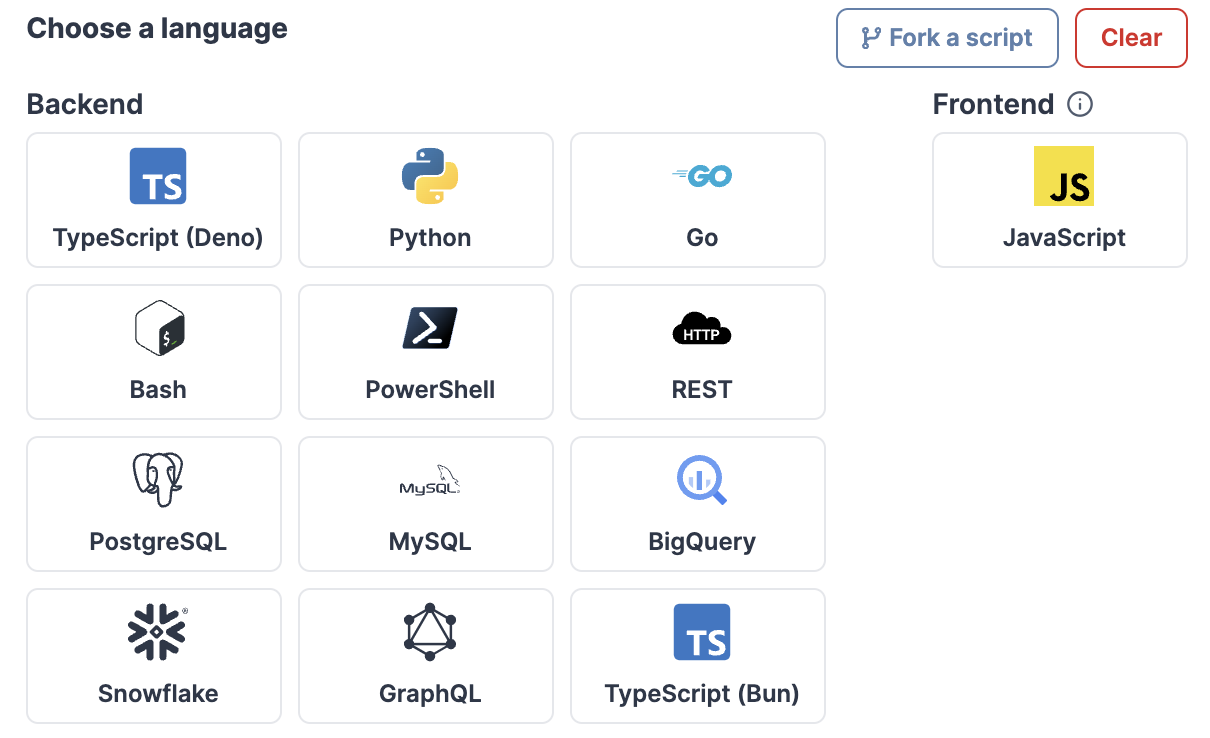 Choose a language
Fork a script
Clear
Backend
Frontend
TS
TypeScript (Deno)
Python
GO
Go
JS
JavaScript
$_
Bash
PowerShell
HTTP
REST
PostgreSQL
MySQL®
MySQL
BigQuery
®
Snowflake
GraphQL
TS
TypeScript (Bun)